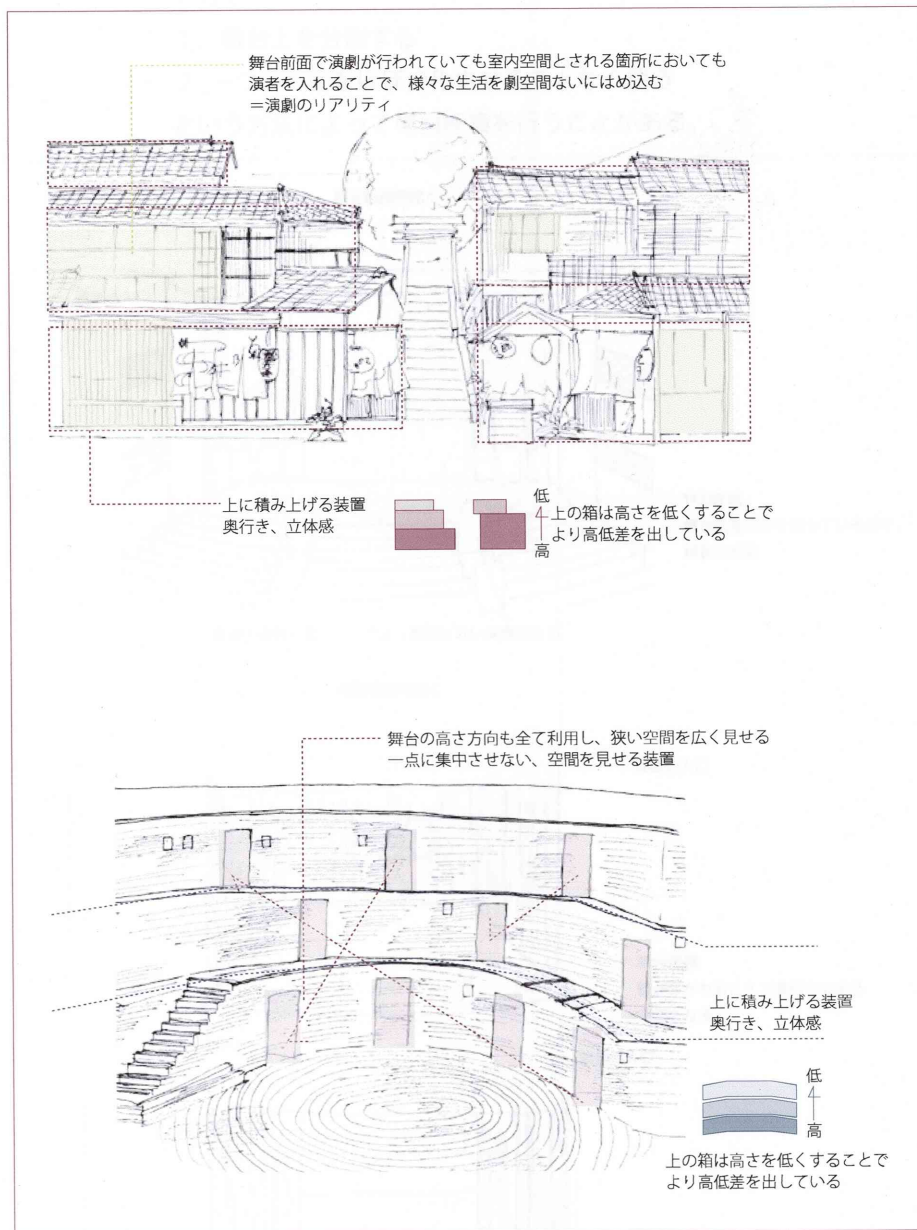 舞台前面で演劇が行われていても室内空間とされる箇所においても
演者を入れることで、様々な生活を劇空間ないにはめ込む
＝演劇のリアリティ
上に積み上げる装置
奥行き、立体感
低
高
上の箱は高さを低くすることで
より高低差を出している
舞台の高さ方向も全て利用し、狭い空間を広く見せる
一点に集中させない、空間を見せる装置
上に積み上げる装置
奥行き、立体感
低
高
上の箱は高さを低くすることで
より高低差を出している